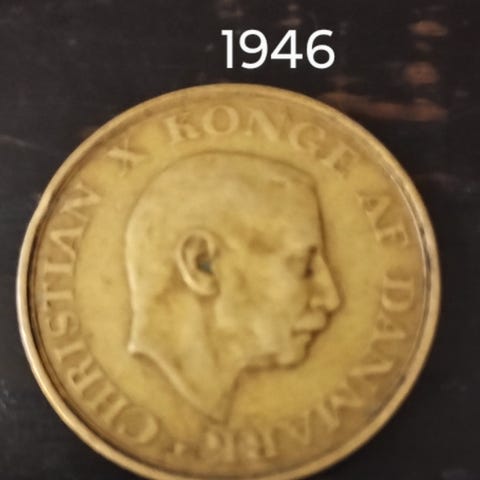 1946
CHRISTIAN X KONGE AF DANMARK